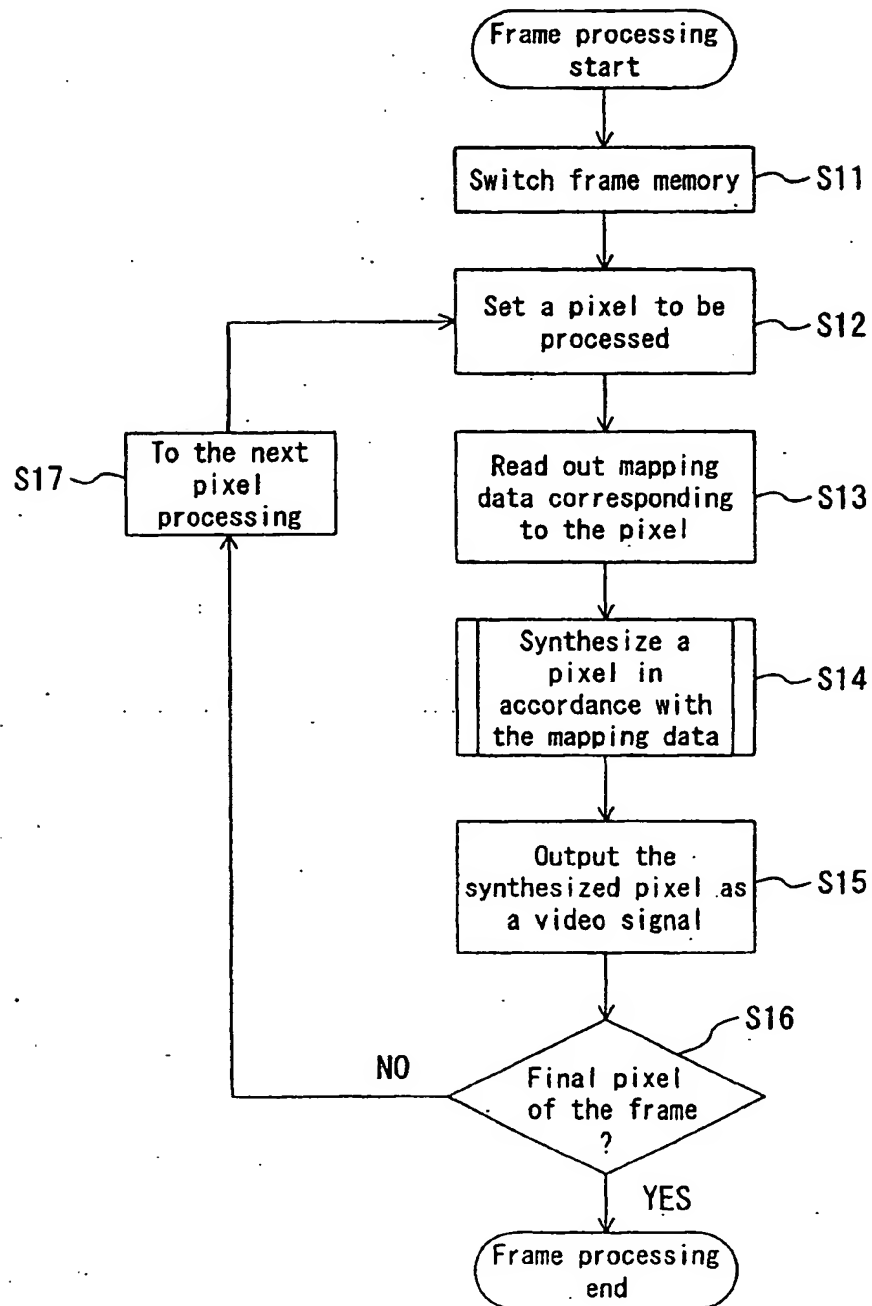 Frame processing
start
Switch frame memory
S11
Set a pixel to be
processed
S12
To the next
pixel
processing
S17
Read out mapping
data corresponding
to the pixel
S13
Synthesize a
pixel in
accordance with
the mapping data
S14
Output the
synthesized pixel as
a video signal
S15
S16
NO
Final pixel
of the frame
?
YES
Frame processing
end